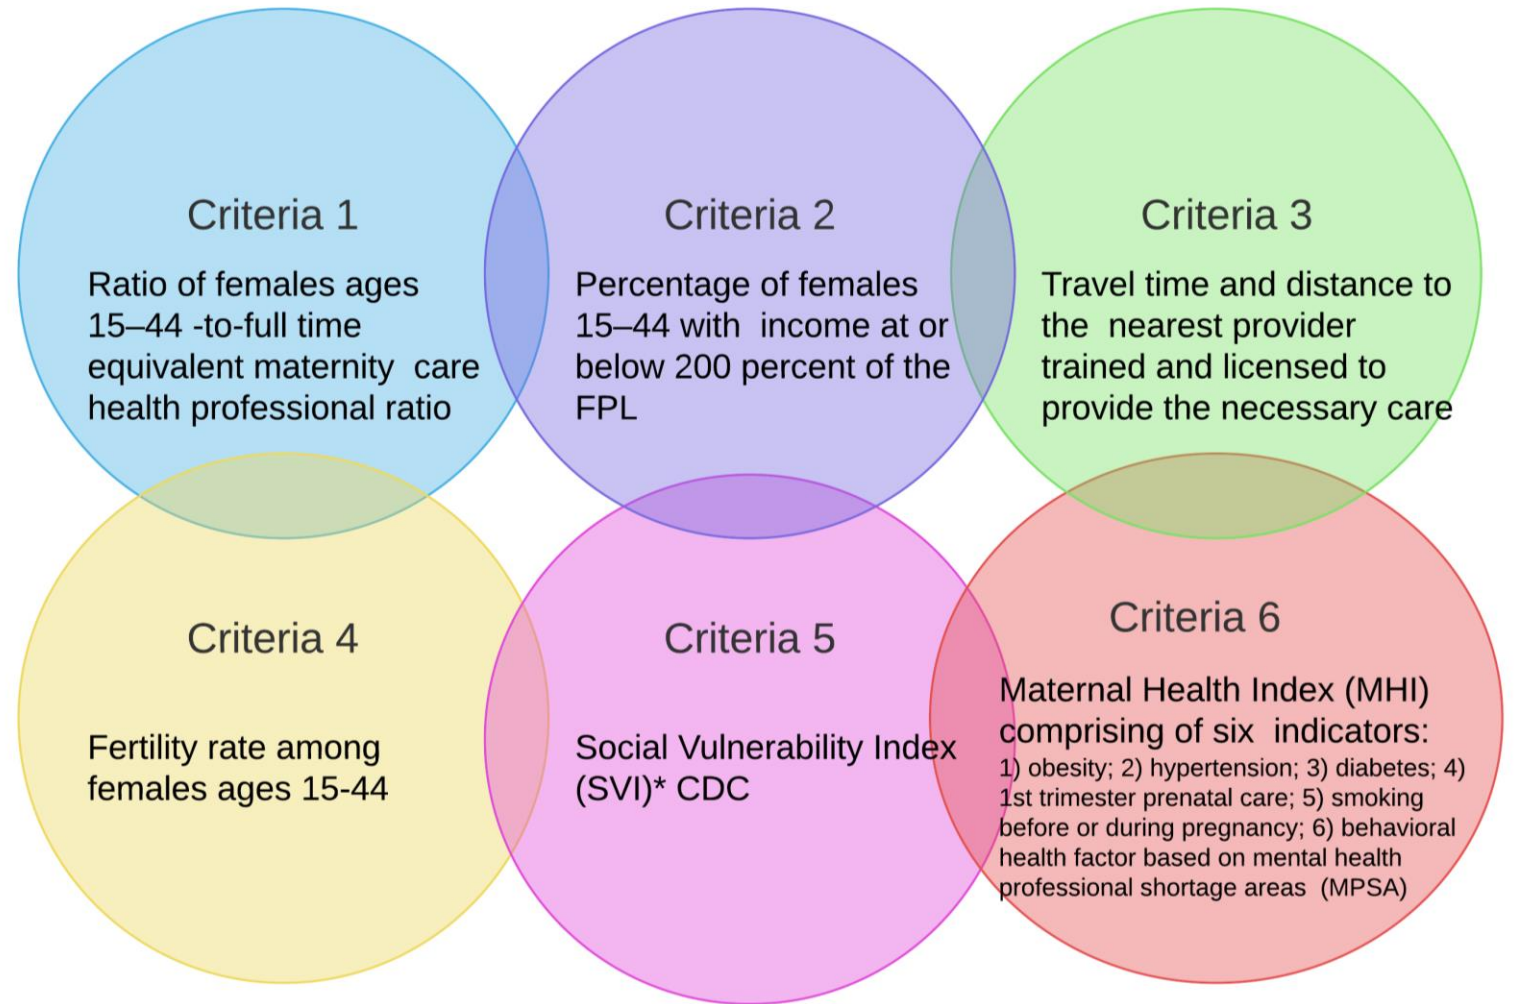 Criteria 1
Ratio of females ages
15–44 -to-full time
equivalent maternity  care
health professional ratio
Criteria 2
Percentage of females
15–44 with  income at or
below 200 percent of the
FPL
Criteria 3
Travel time and distance to
the  nearest provider
trained and licensed to
provide the necessary care
Criteria 4
Fertility rate among
females ages 15-44
Criteria 5
Social Vulnerability Index
(SVI)* CDC
Criteria 6
Maternal Health Index (MHI)
comprising of six  indicators:
1) obesity; 2) hypertension; 3) diabetes; 4)
1st trimester prenatal care; 5) smoking
before or during pregnancy; 6) behavioral
health factor based on mental health
professional shortage areas  (MPSA)